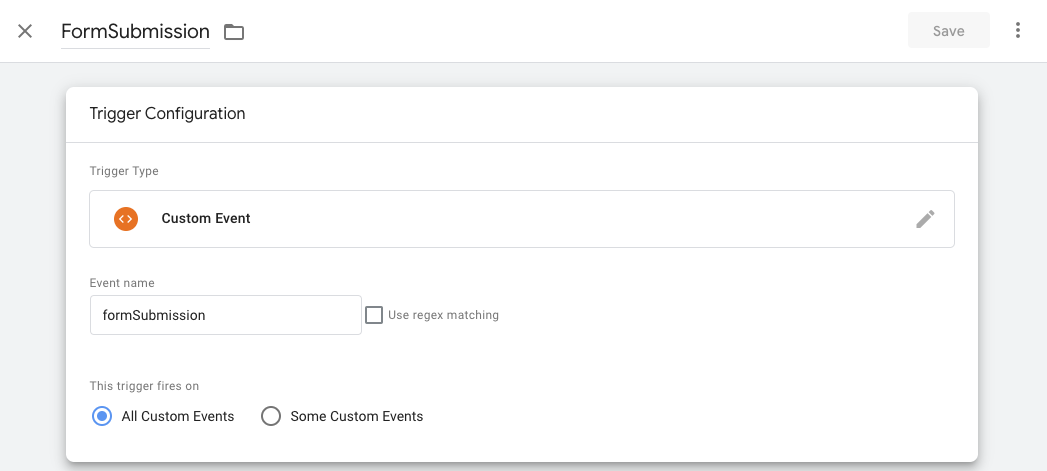 FormSubmission
Save
Trigger Configuration
Trigger Type
Custom Event
Event name
formSubmission
Use regex matching
This trigger fires on
All Custom Events
Some Custom Events